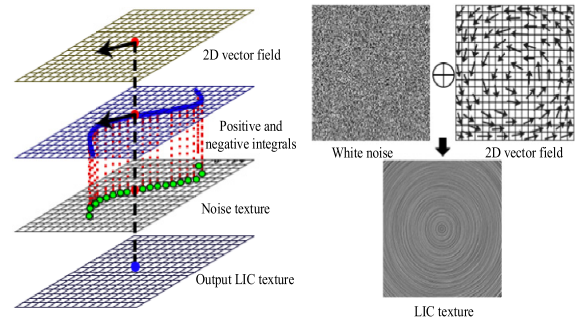 2D vector field
Positive and
negative integrals
Noise texture
Output LIC texture
White noise
2D vector field
LIC texture